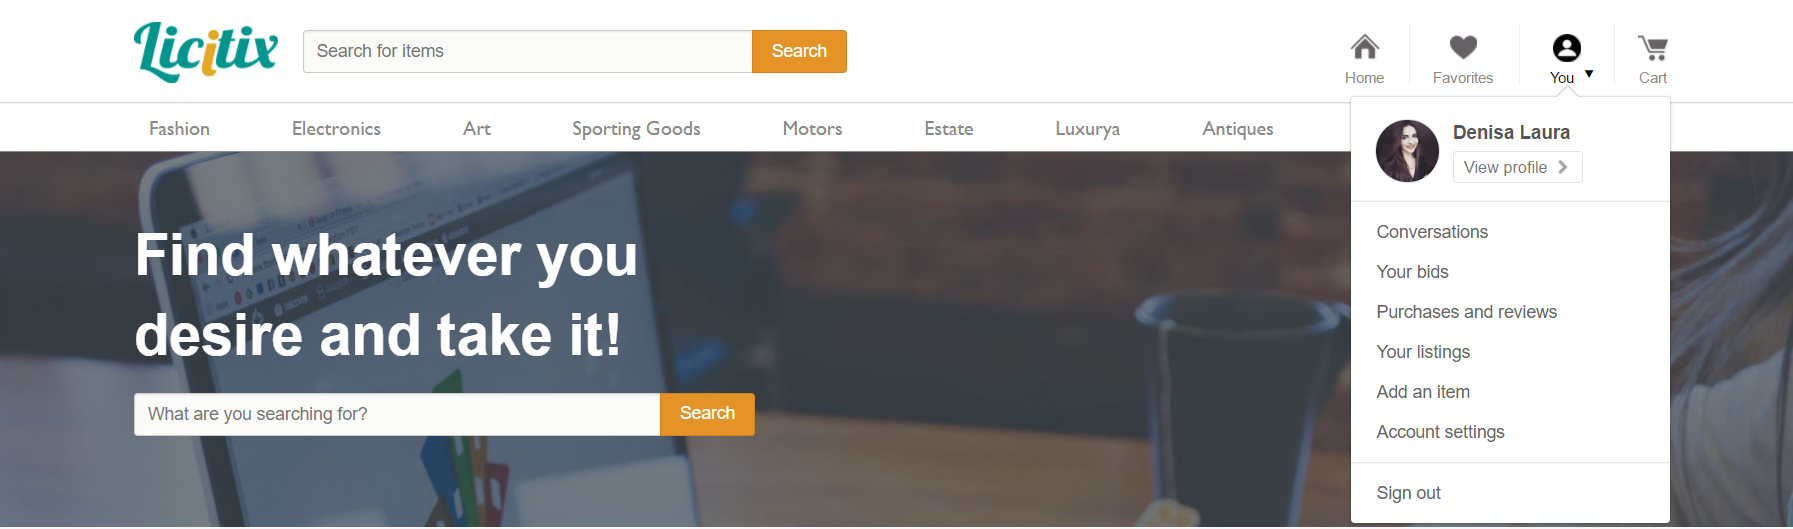 Licitix
Search for items
Search
Home
Favorites
You
Cart
Fashion
Electronics
Art
Sporting Goods
Motors
Estate
Luxurya
Antiques
Denisa Laura
View profile
Conversations
Your bids
Purchases and reviews
Your listings
Add an item
Account settings
Sign out
Find whatever you
desire and take it!
What are you searching for?
Search